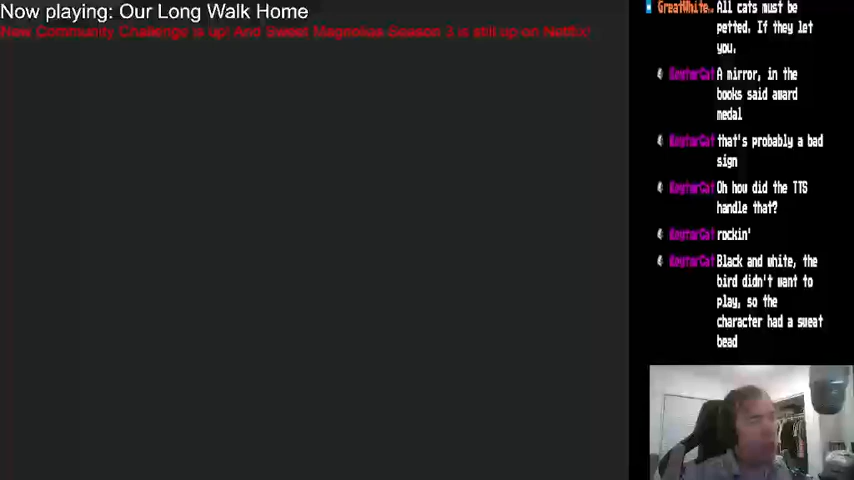 Now playing: Our Long Walk Home
New Community Challenge is up! And Sweet Magnolias Season 3 is still up on Netflix!
All cats must be
petted. If they let
you.
A mirror, in the
books said award
medal
that's probably a bad
sign
Oh how did the TTS
handle that?
rockin'
Black and white, the
bird didn't want to
play, so the
character had a sweat
bead